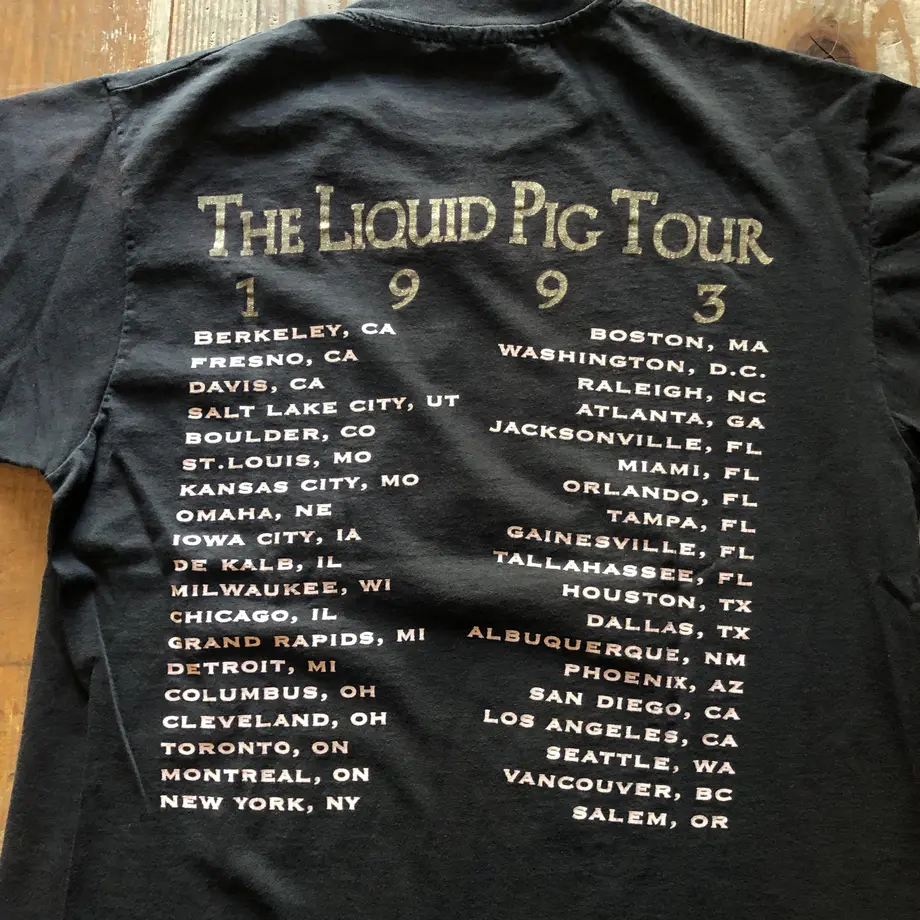 THE LIQUID PIG TOUR
1 9 9 3
BERKELEY, CA
FRESNO, CA
DAVIS, CA
SALT LAKE CITY, UT
BOULDER, CO
ST.LOUIS, MO
KANSAS CITY, MO
OMAHA, NE
IOWA CITY, IA
DE KALB, IL
MILWAUKEE, WI
CHICAGO, IL
GRAND RAPIDS, MI
DETROIT, MI
COLUMBUS, OH
CLEVELAND, OH
TORONTO, ON
MONTREAL, ON
NEW YORK, NY
BOSTON, MA
WASHINGTON, D.C.
RALEIGH, NC
ATLANTA, GA
JACKSONVILLE, FL
MIAMI, FL
ORLANDO, FL
TAMPA, FL
GAINESVILLE, FL
TALLAHASSEE, FL
HOUSTON, TX
DALLAS, TX
ALBUQUERQUE, NM
PHOENIX, AZ
SAN DIEGO, CA
LOS ANGELES, CA
SEATTLE, WA
VANCOUVER, BC
SALEM, OR